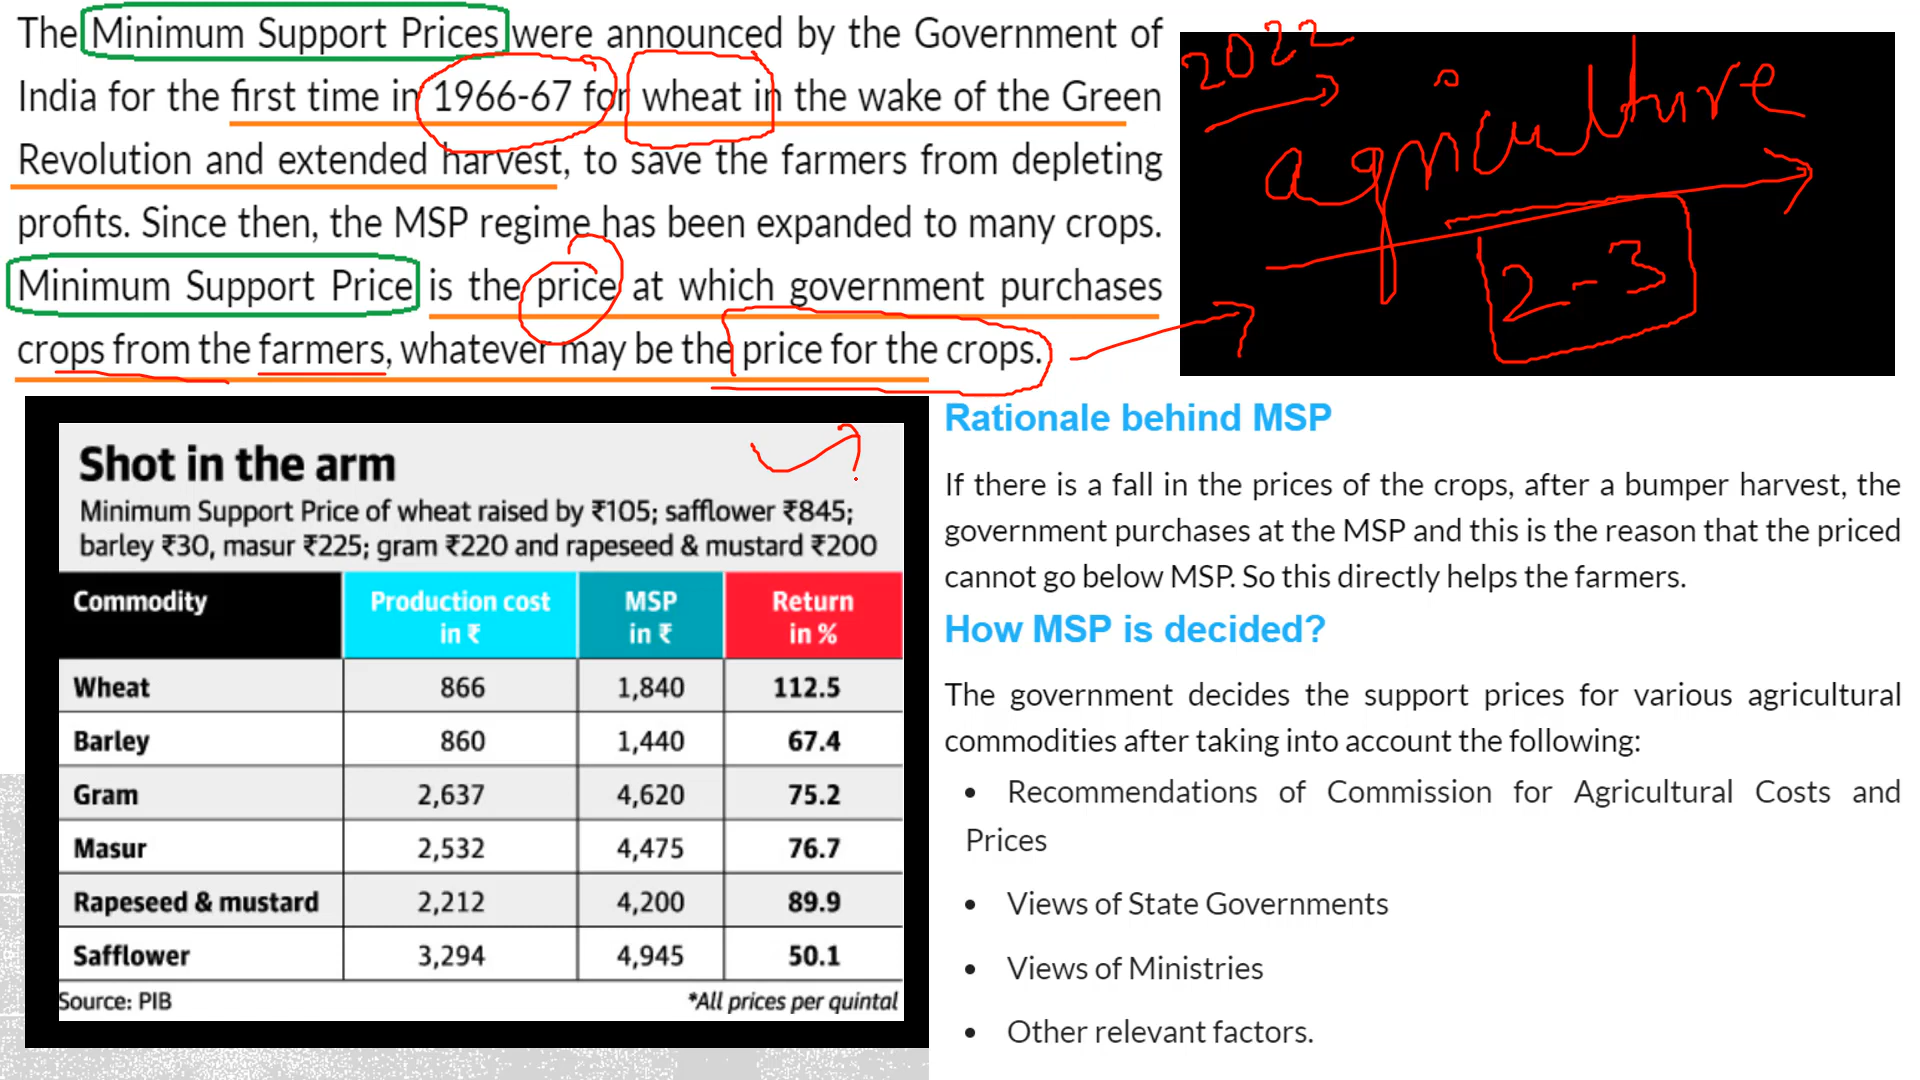 The Minimum Support Prices were announced by the Government of
India for the first time in 1966-67 for wheat in the wake of the Green
Revolution and extended harvest, to save the farmers from depleting
profits. Since then, the MSP regime has been expanded to many crops.
Minimum Support Price is the price at which government purchases
crops from the farmers, whatever may be the price for the crops.
2022
agriculture
2-3
Shot in the arm
Minimum Support Price of wheat raised by ₹105; safflower ₹845;
barley ₹30, masur ₹225; gram ₹220 and rapeseed & mustard ₹200
Commodity Production cost in ₹ MSP in ₹ Return in %
Wheat 866 1,840 112.5
Barley 860 1,440 67.4
Gram 2,637 4,620 75.2
Masur 2,532 4,475 76.7
Rapeseed & mustard 2,212 4,200 89.9
Safflower 3,294 4,945 50.1
Source: PIB *All prices per quintal
Rationale behind MSP
If there is a fall in the prices of the crops, after a bumper harvest, the
government purchases at the MSP and this is the reason that the priced
cannot go below MSP. So this directly helps the farmers.
How MSP is decided?
The government decides the support prices for various agricultural
commodities after taking into account the following:
• Recommendations of Commission for Agricultural Costs and
Prices
• Views of State Governments
• Views of Ministries
• Other relevant factors.